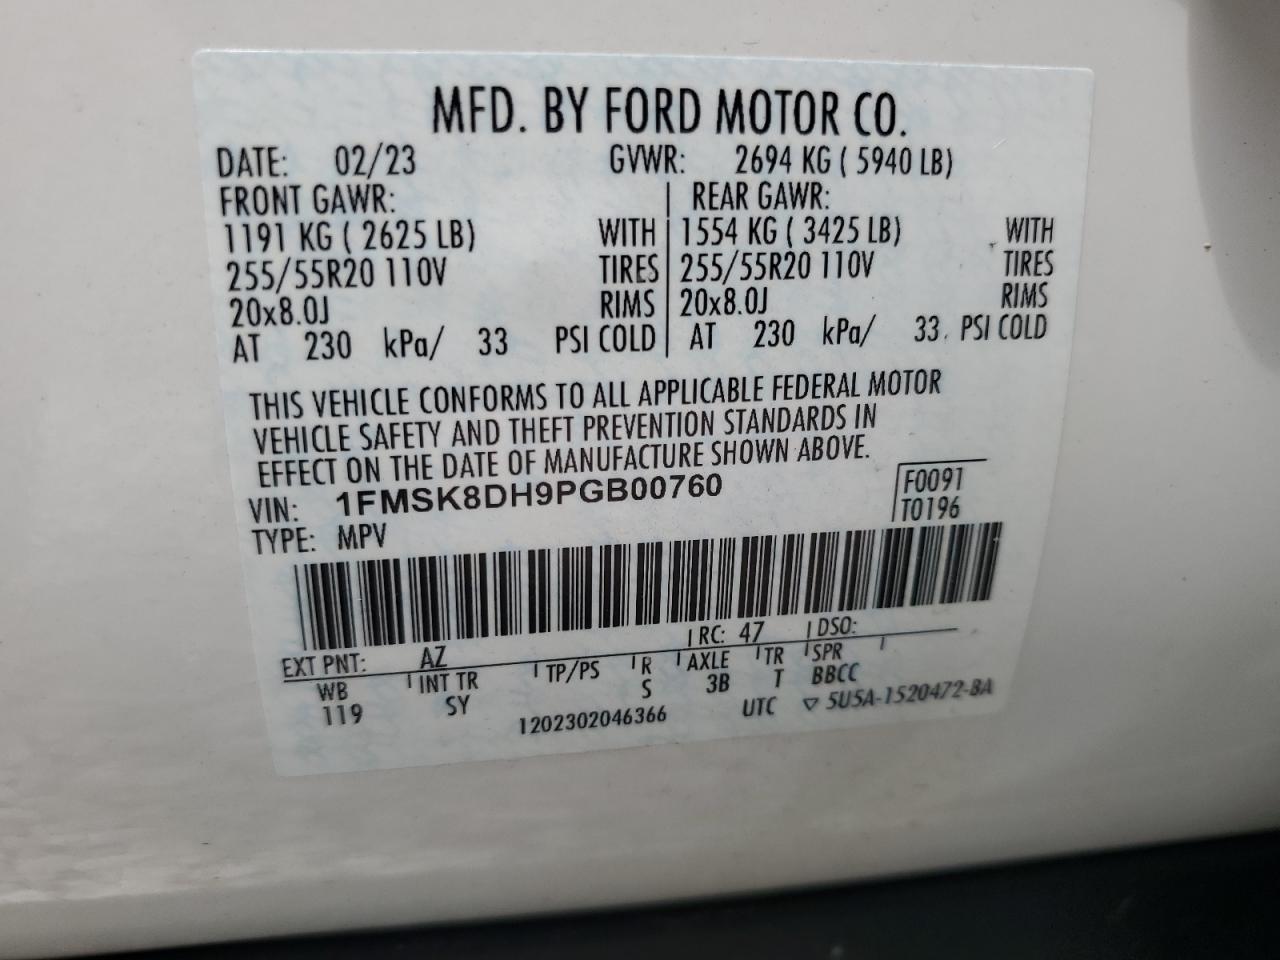 MFD. BY FORD MOTOR CO.
DATE: 02/23 GVWR: 2694 KG ( 5940 LB)
FRONT GAWR: REAR GAWR:
1191 KG ( 2625 LB) WITH 1554 KG ( 3425 LB) WITH
255/55R20 110V TIRES 255/55R20 110V TIRES
20x8.0J RIMS 20x8.0J RIMS
AT 230 kPa/ 33 PSI COLD AT 230 kPa/ 33 PSI COLD
THIS VEHICLE CONFORMS TO ALL APPLICABLE FEDERAL MOTOR
VEHICLE SAFETY AND THEFT PREVENTION STANDARDS IN
EFFECT ON THE DATE OF MANUFACTURE SHOWN ABOVE.
VIN: 1FMSK8DH9PGB00760 F0091
TYPE: MPV T0196
EXT PNT: AZ RC: 47 DSO:
WB INT TR TP/PS R AXLE TR SPR
119 SY S 3B T BBCC
1202302046366 UTC ▽ 5U5A-1520472-BA